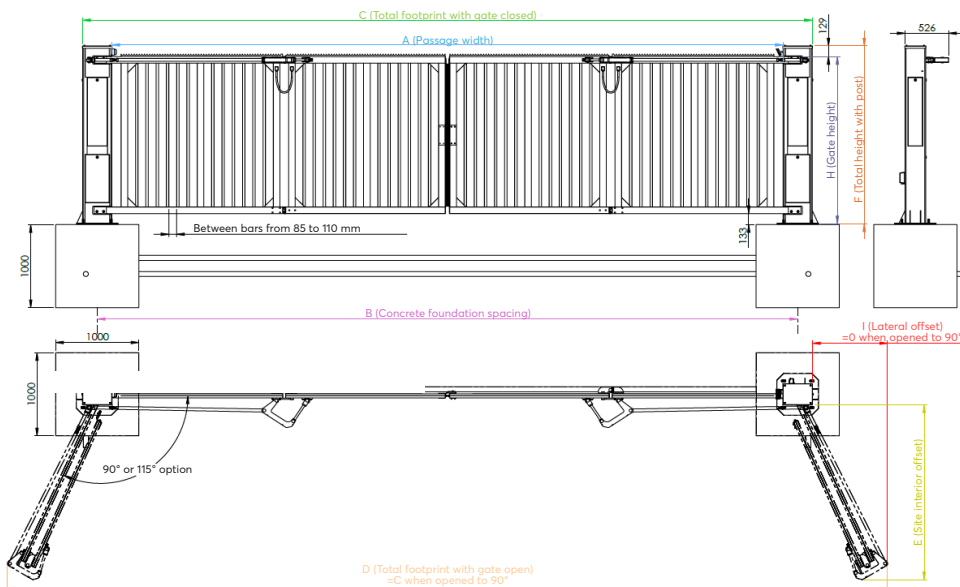 C (Total footprint with gate closed)
129
526
A (Passage width)
H (Gate height)
F (Total height with post)
Between bars from 85 to 110 mm
133
1000
B (Concrete foundation spacing)
I (Lateral offset)
=0 when opened to 90°
1000
1000
90° or 115° option
E (Site interior offset)
D (Total footprint with gate open)
=C when opened to 90°